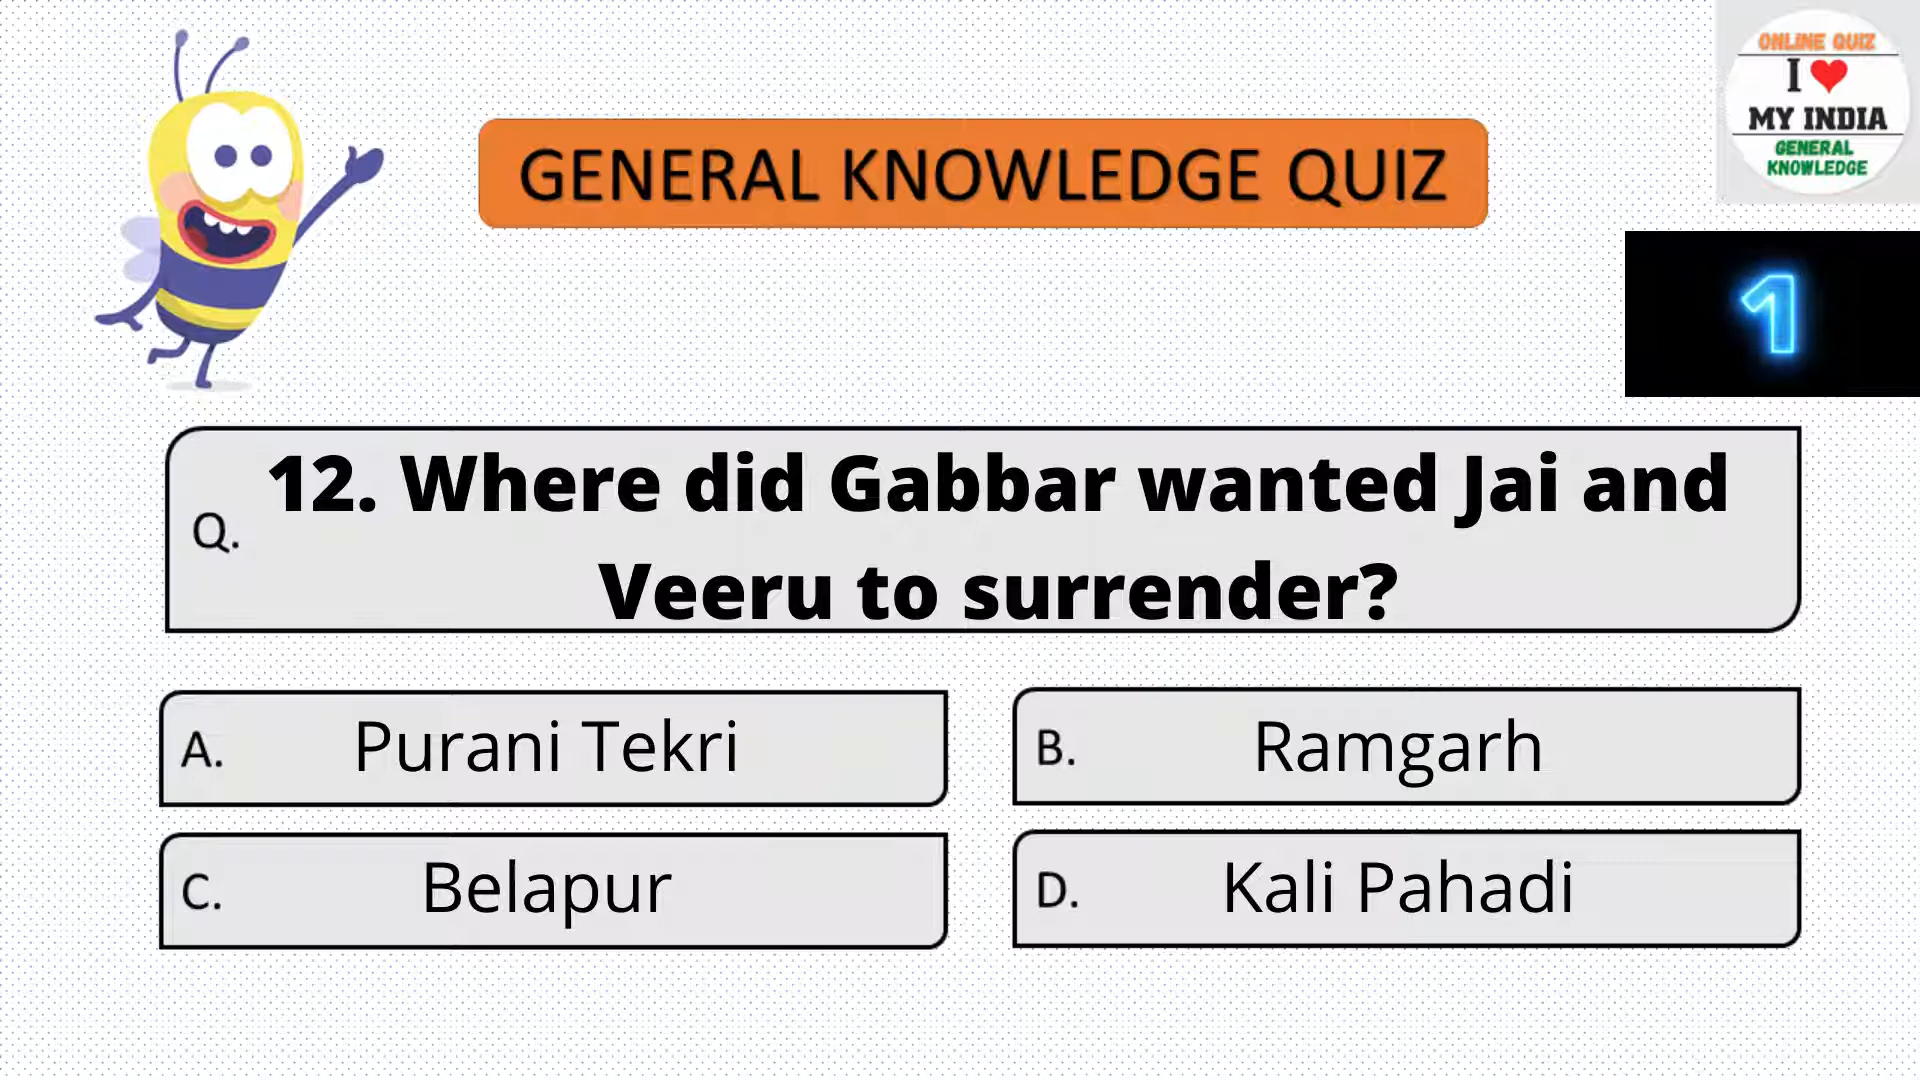 ONLINE QUIZ
I ❤
MY INDIA
GENERAL
KNOWLEDGE
GENERAL KNOWLEDGE QUIZ
1
Q. 12. Where did Gabbar wanted Jai and
Veeru to surrender?
A. Purani Tekri
B. Ramgarh
C. Belapur
D. Kali Pahadi